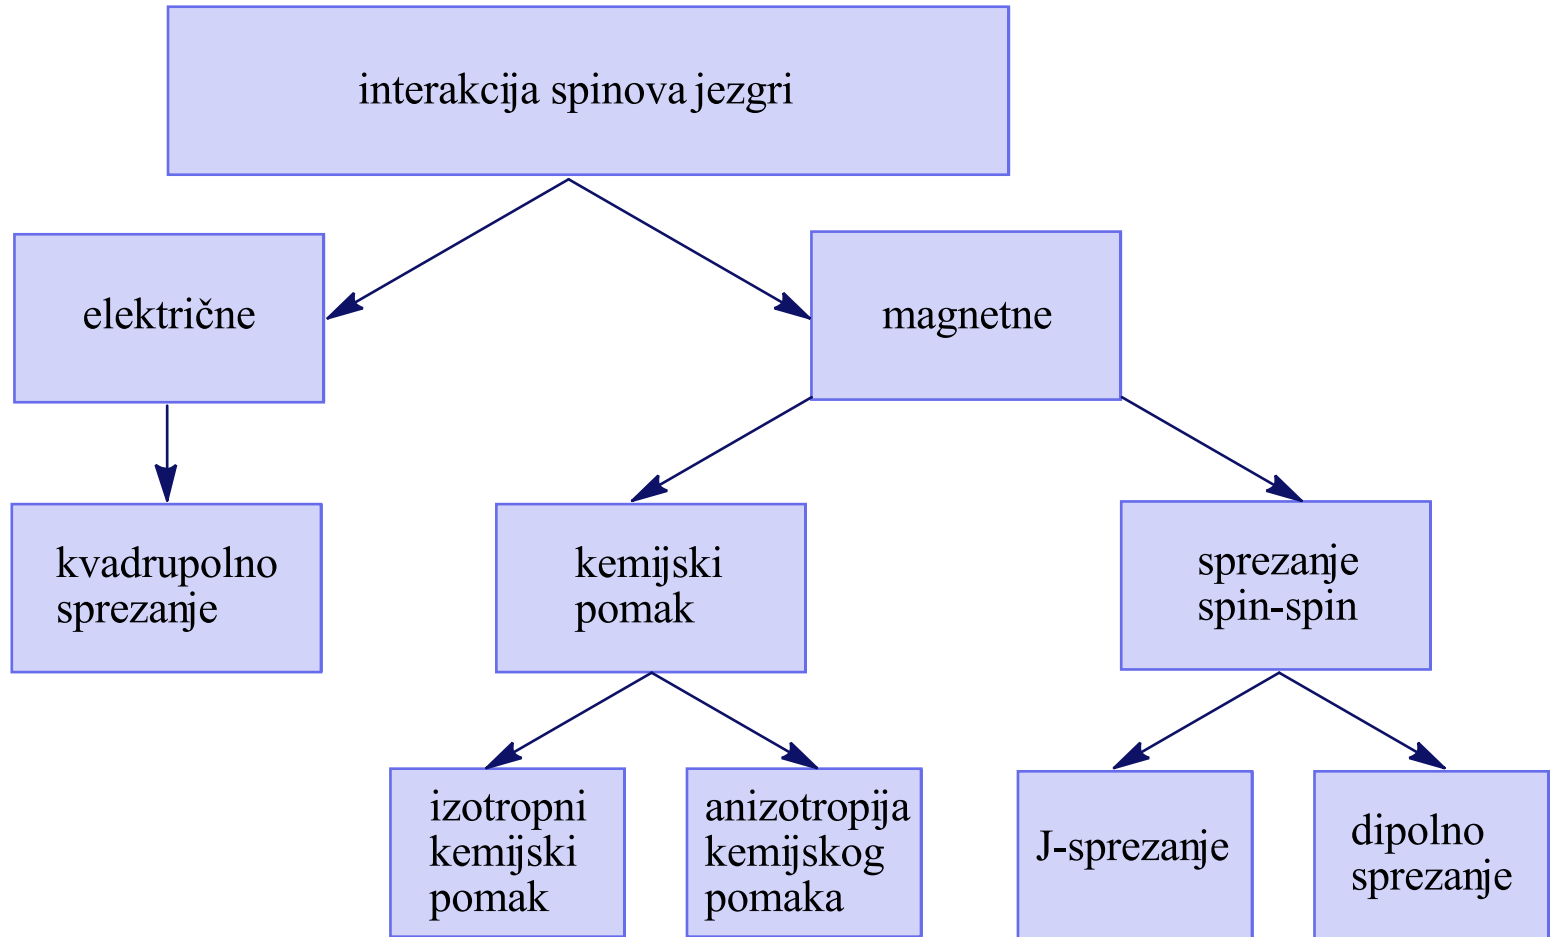 interakcija spinova jezgri
električne
magnetne
kvadrupolno
sprezanje
kemijski
pomak
sprezanje
spin-spin
izotropni
kemijski
pomak
anizotropija
kemijskog
pomaka
J-sprezanje
dipolno
sprezanje